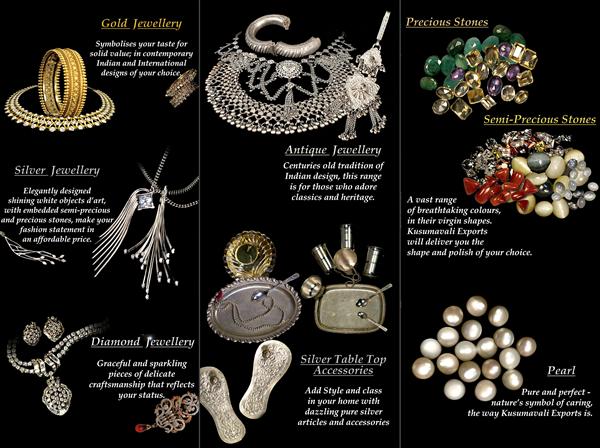 Gold Jewellery
Symbolises your taste for
solid value; in contemporary
Indian and International
designs of your choice.
Silver Jewellery
Elegantly designed
shining white objects d'art,
with embedded semi-precious
and precious stones, make your
fashion statement in
an affordable price.
Diamond Jewellery
Graceful and sparkling
pieces of delicate
craftsmanship that reflects
your status.
Antique Jewellery
Centuries old tradition of
Indian design, this range
is for those who adore
classics and heritage.
Silver Table Top
Accessories
Add Style and class
in your home with
dazzling pure silver
articles and accessories
Precious Stones
Semi-Precious Stones
A vast range
of breathtaking colours,
in their virgin shapes.
Kusumavali Exports
will deliver you the
shape and polish of your choice.
Pearl
Pure and perfect -
nature's symbol of caring,
the way Kusumavali Exports is.